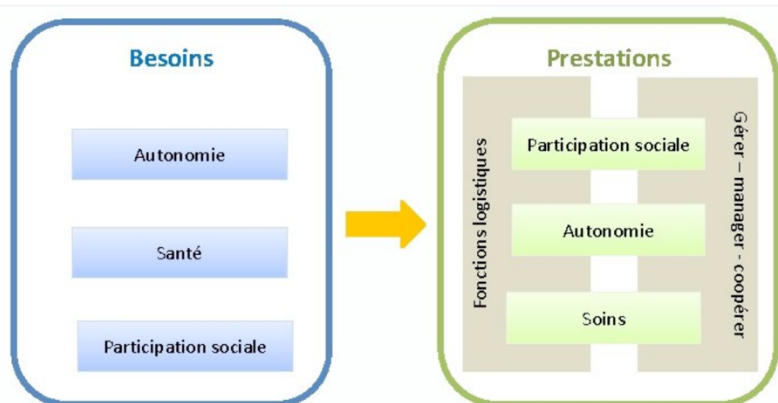 Besoins
Autonomie
Santé
Participation sociale
Prestations
Fonctions logistiques
Participation sociale
Autonomie
Soins
Gérer – manager - coopérer